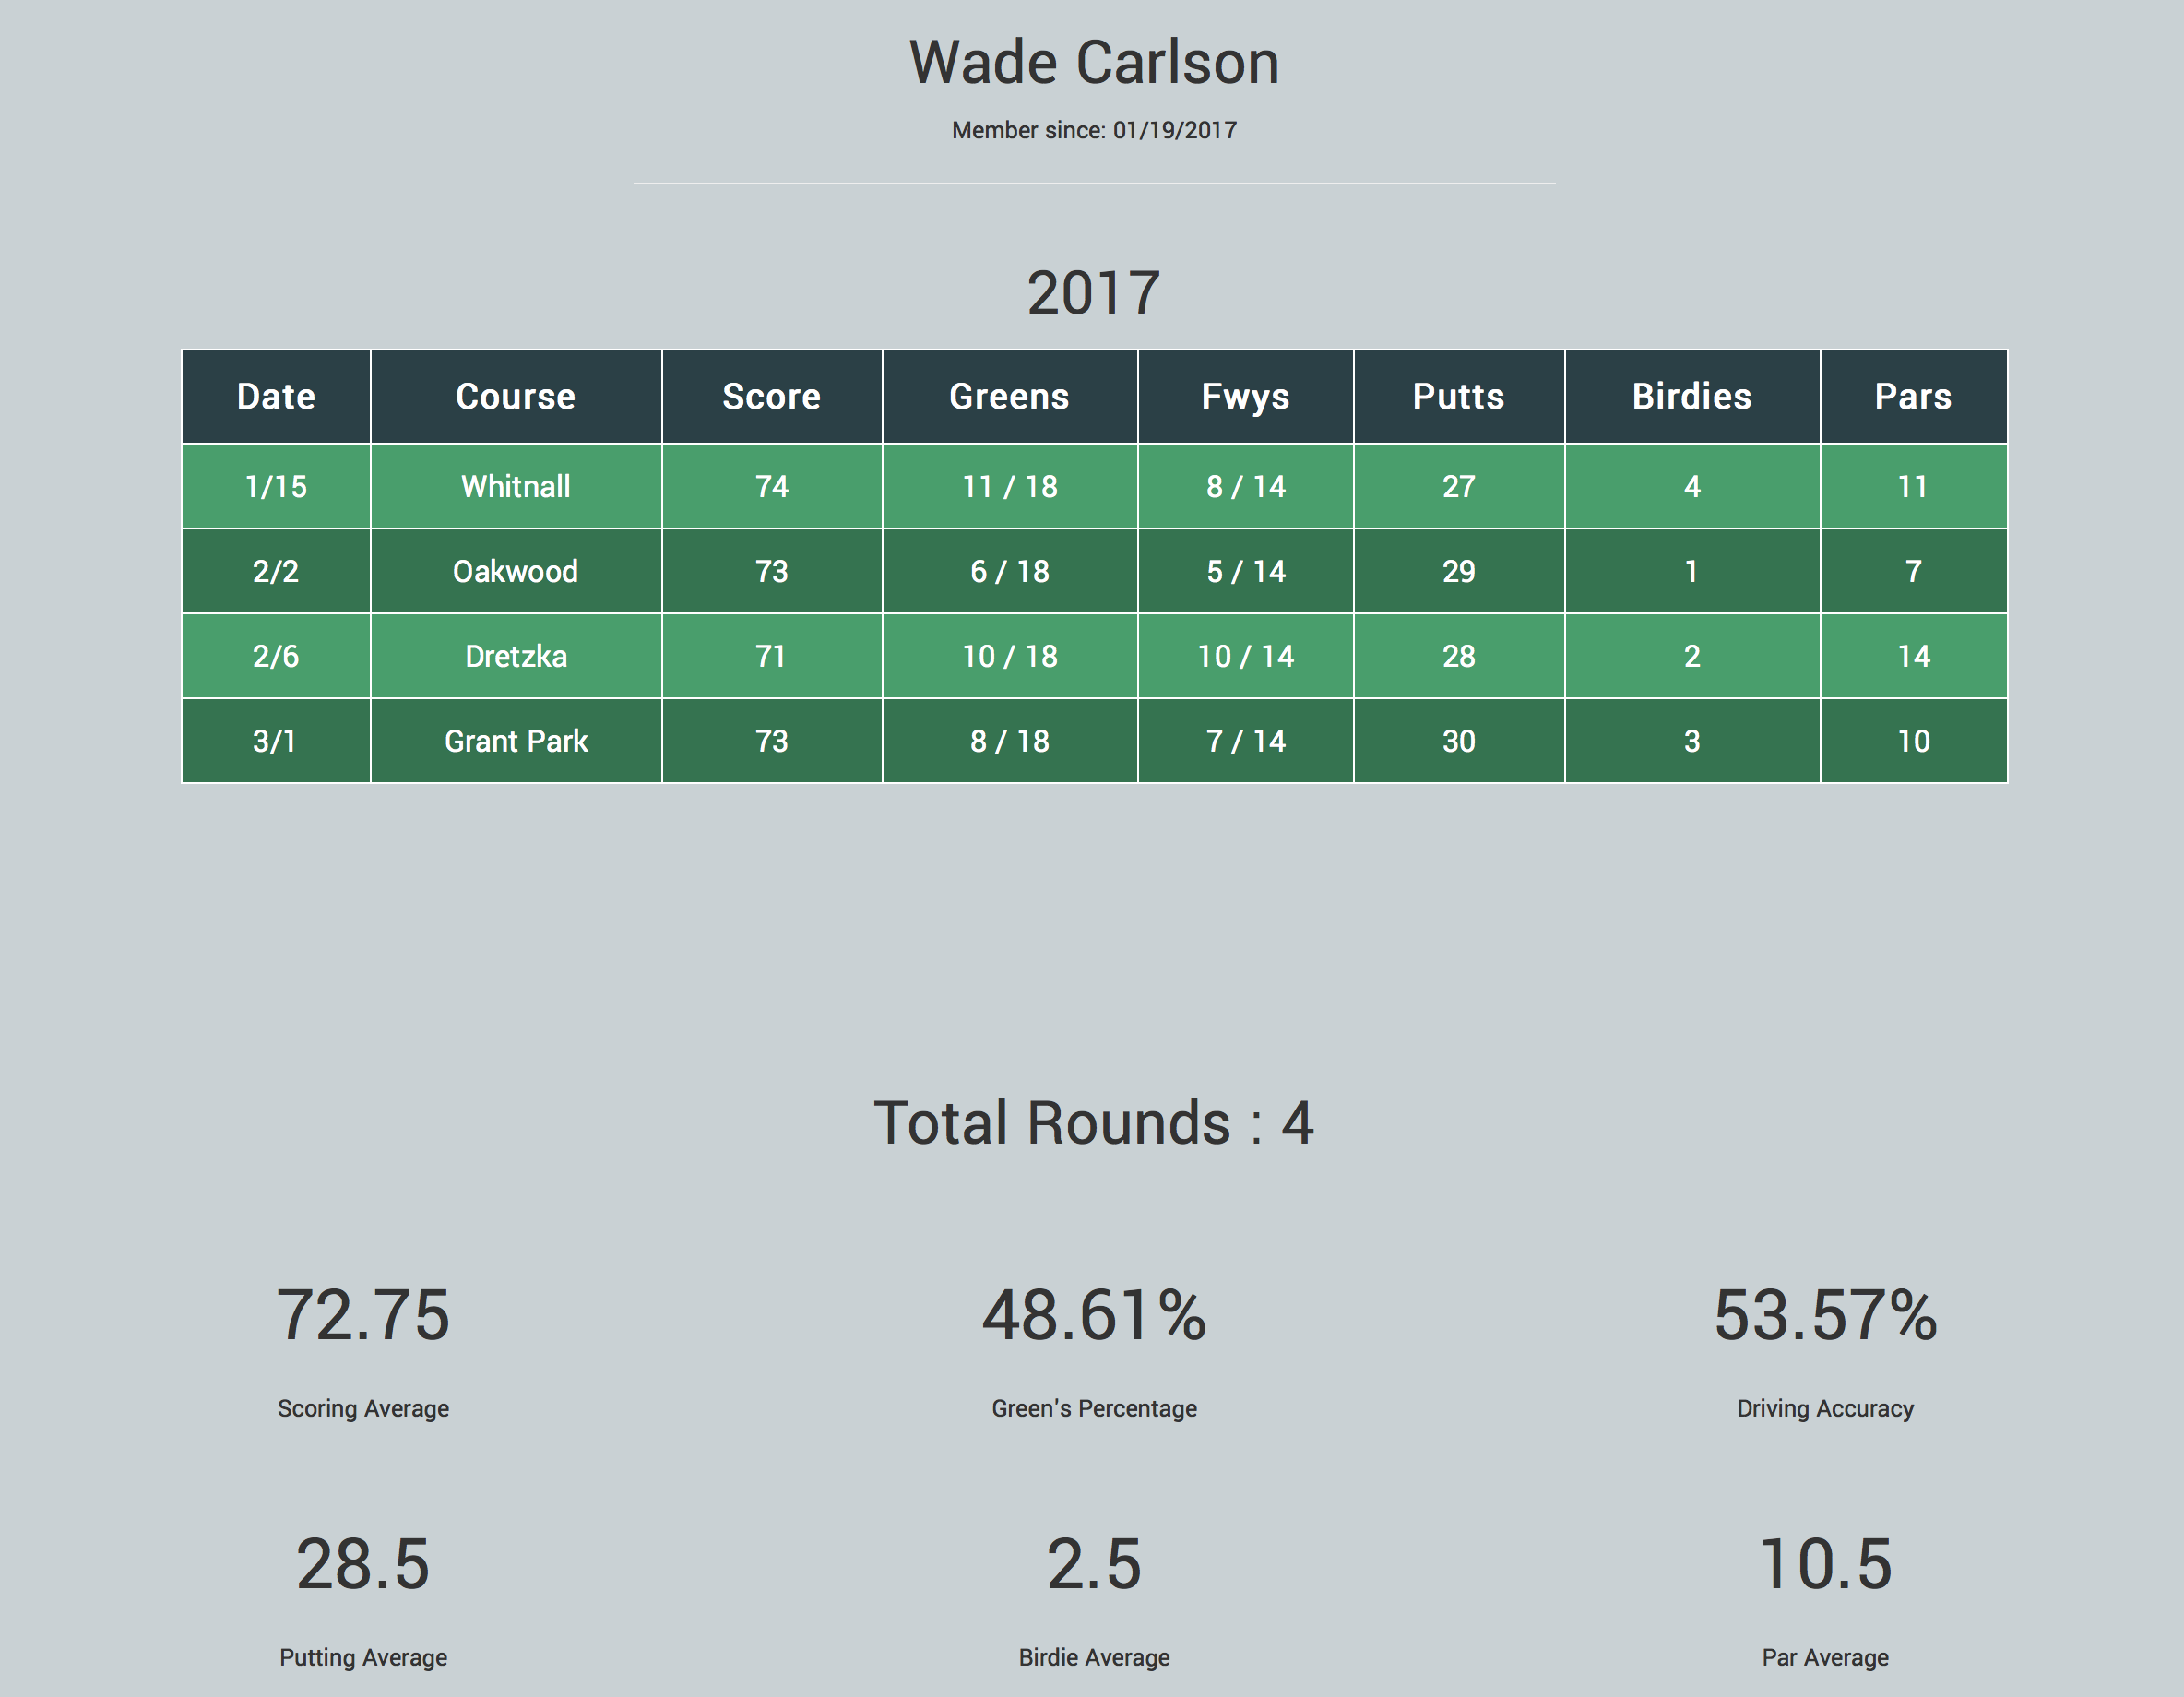 Wade Carlson
Member since: 01/19/2017
2017
Date Course Score Greens Fwys Putts Birdies Pars
1/15 Whitnall 74 11 / 18 8 / 14 27 4 11
2/2 Oakwood 73 6 / 18 5 / 14 29 1 7
2/6 Dretzka 71 10 / 18 10 / 14 28 2 14
3/1 Grant Park 73 8 / 18 7 / 14 30 3 10
Total Rounds : 4
72.75 48.61% 53.57%
Scoring Average Green's Percentage Driving Accuracy
28.5 2.5 10.5
Putting Average Birdie Average Par Average